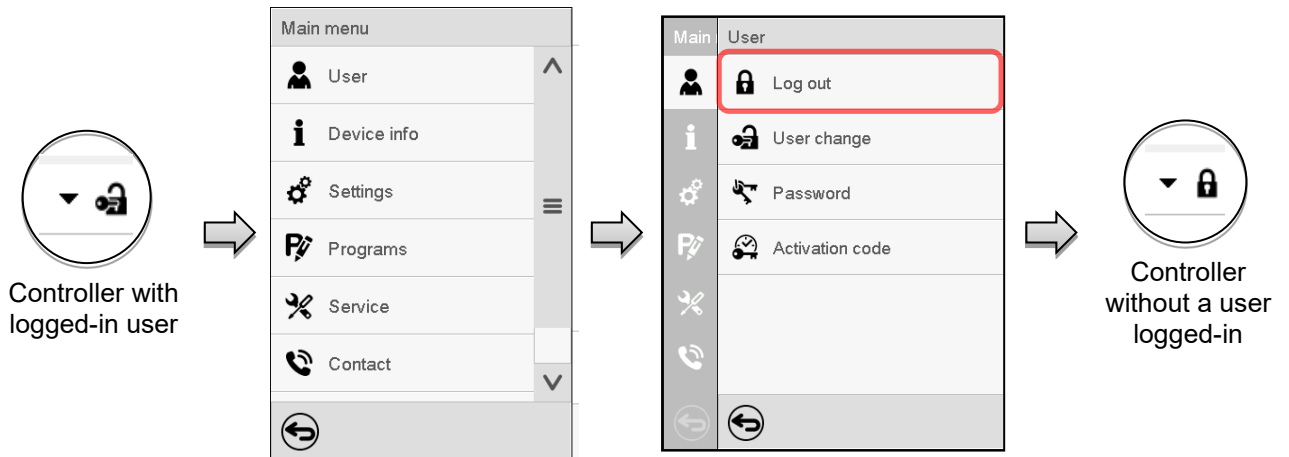 Controller with
logged-in user
Main menu
User
Device info
Settings
Programs
Service
Contact
Main
User
Log out
User change
Password
Activation code
Controller
without a user
logged-in